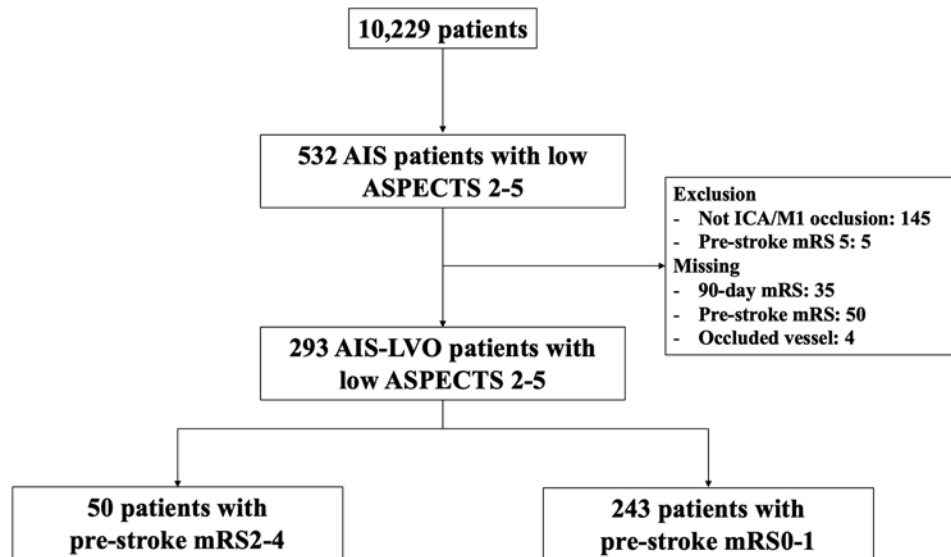 10,229 patients
532 AIS patients with low
ASPECTS 2-5
Exclusion
- Not ICA/M1 occlusion: 145
- Pre-stroke mRS 5: 5
Missing
- 90-day mRS: 35
- Pre-stroke mRS: 50
- Occluded vessel: 4
293 AIS-LVO patients with
low ASPECTS 2-5
50 patients with
pre-stroke mRS2-4
243 patients with
pre-stroke mRS0-1